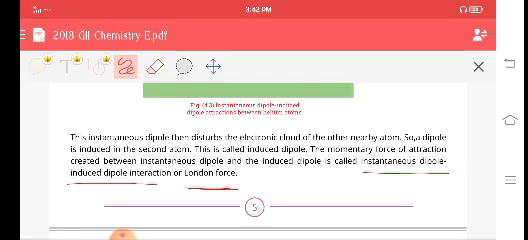 3:42 PM
2018-G11-Chemistry-E.pdf
T
Fig (4.3) Instantaneous dipole-induced
dipole attractions between helium atoms
This instantaneous dipole then disturbs the electronic cloud of the other nearby atom. So,a dipole
is induced in the second atom. This is called induced dipole. The momentary force of attraction
created between instantaneous dipole and the induced dipole is called instantaneous dipole-
induced dipole interaction or London force.
5